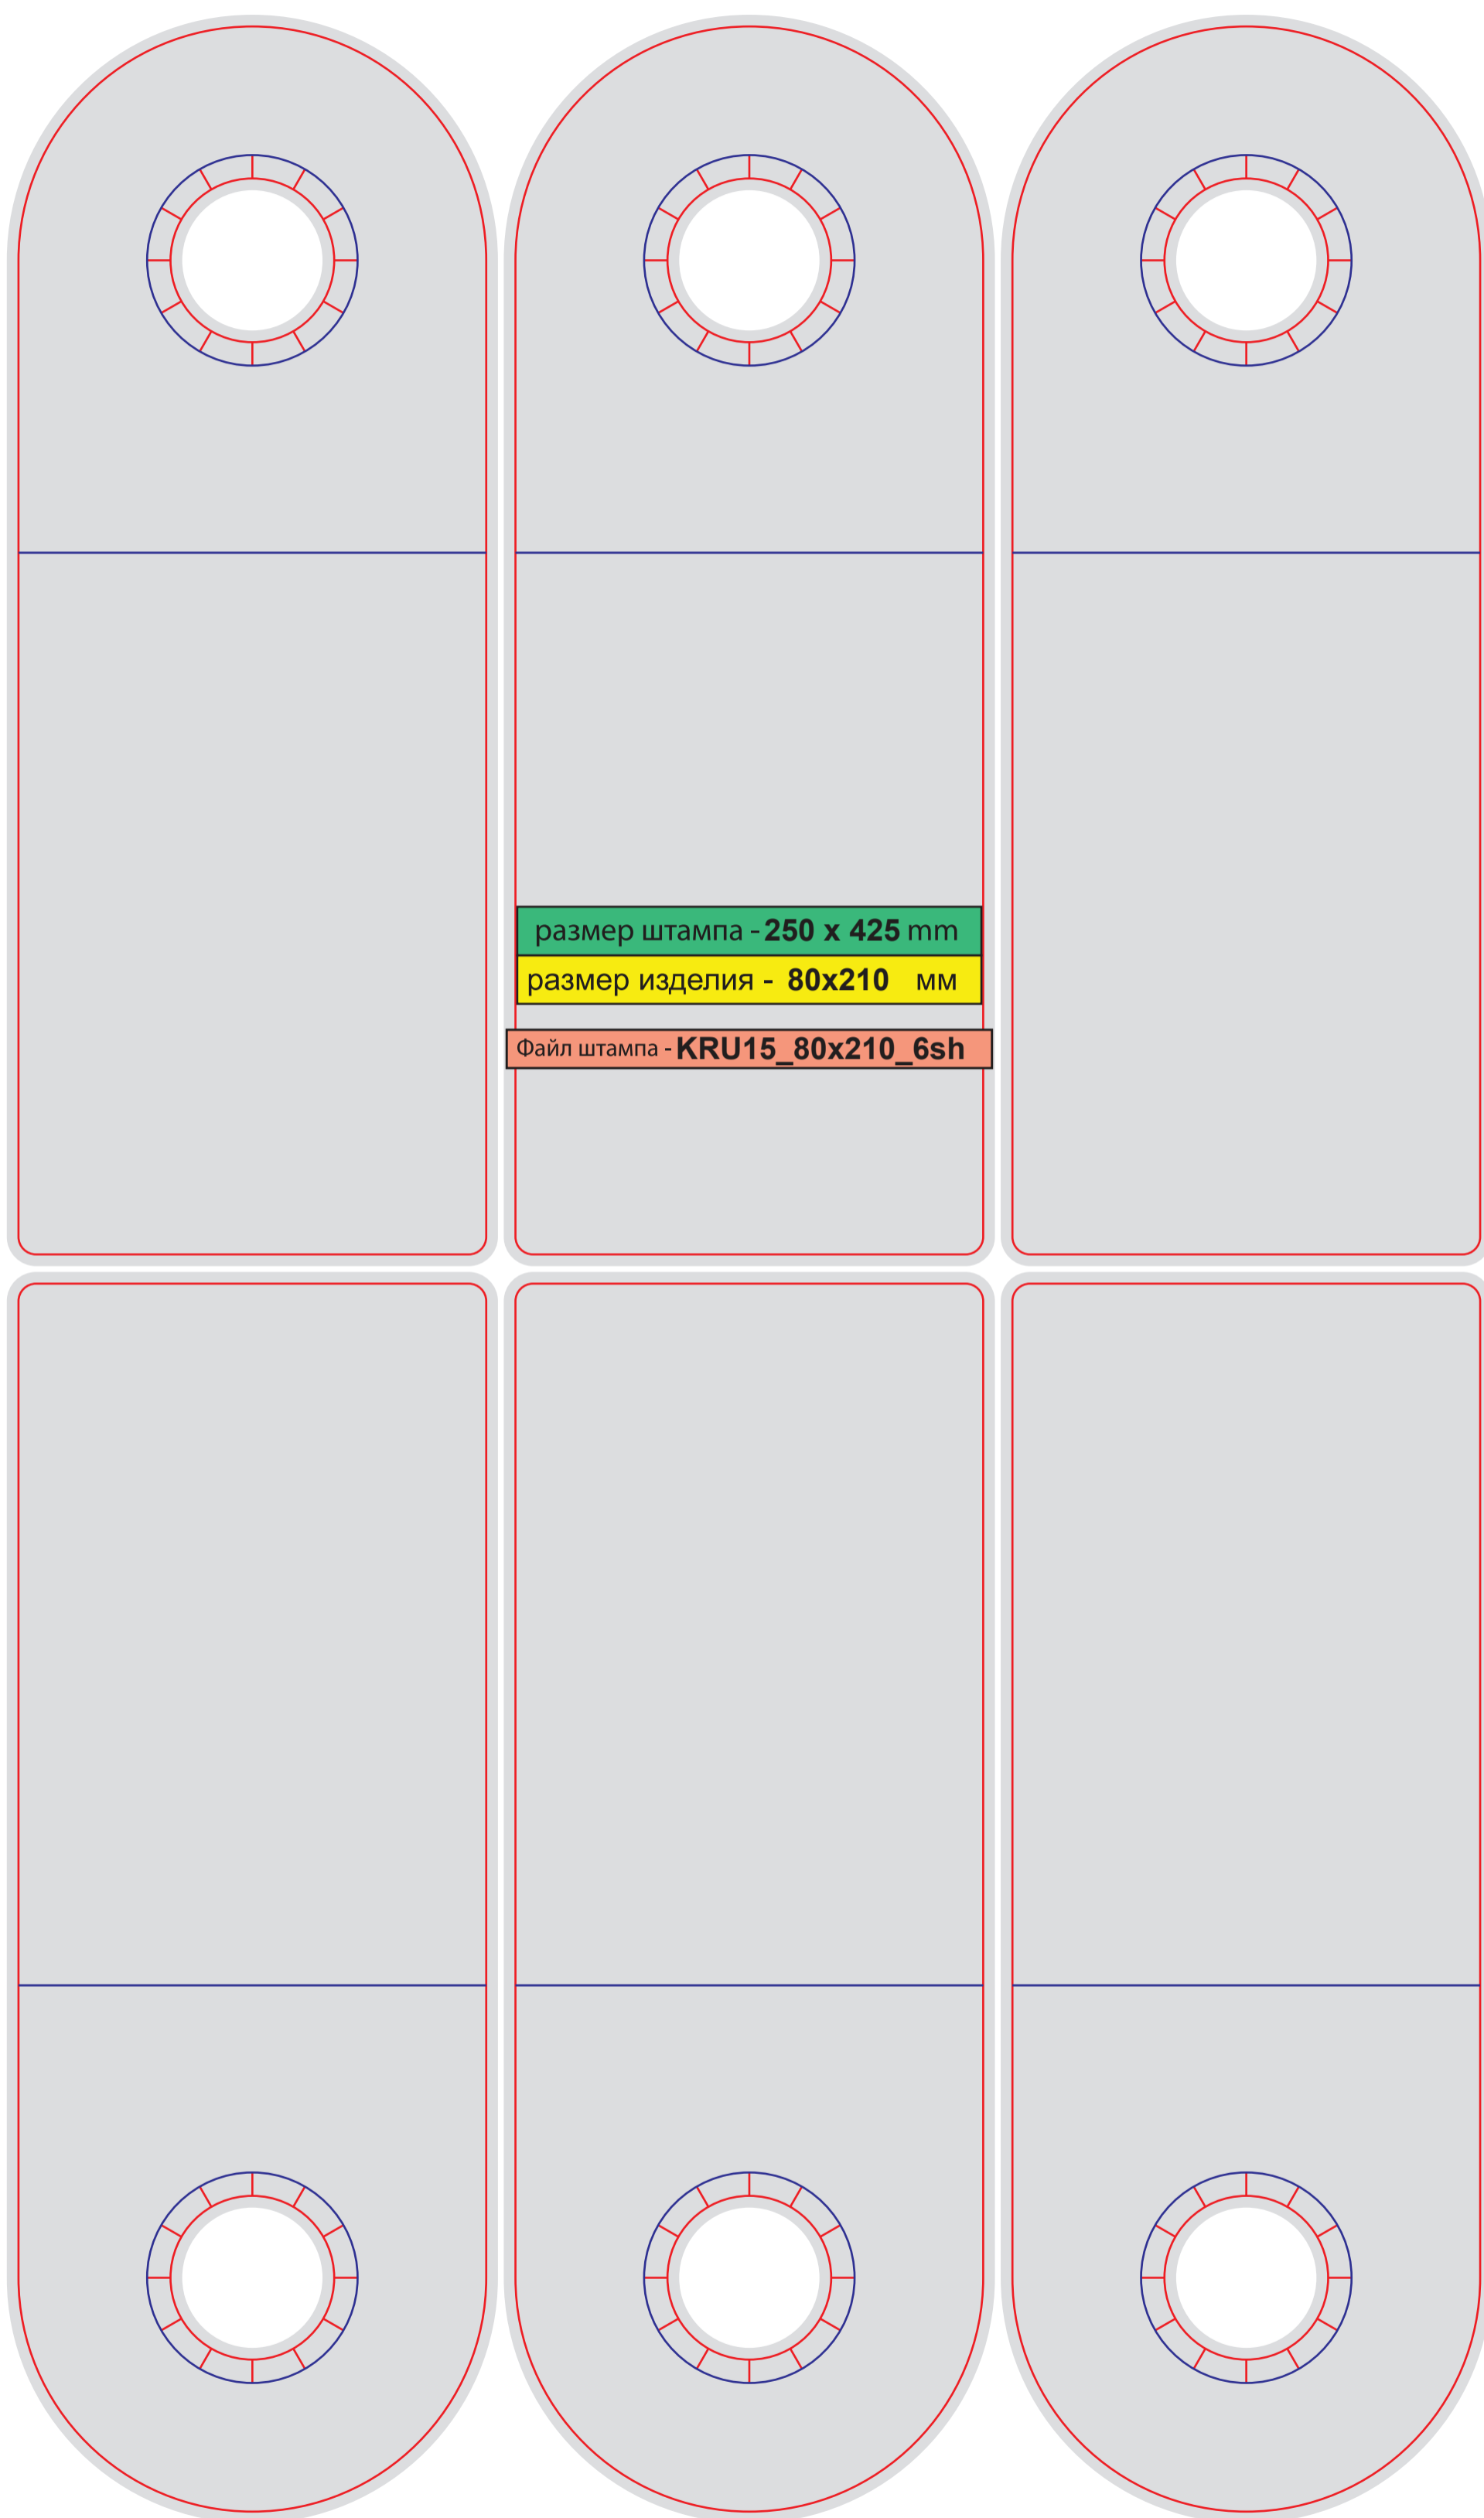 размер штампа - 250 x 425 mm
размер изделия - 80x210 мм
Файл штампа - KRU15_80x210_6sh